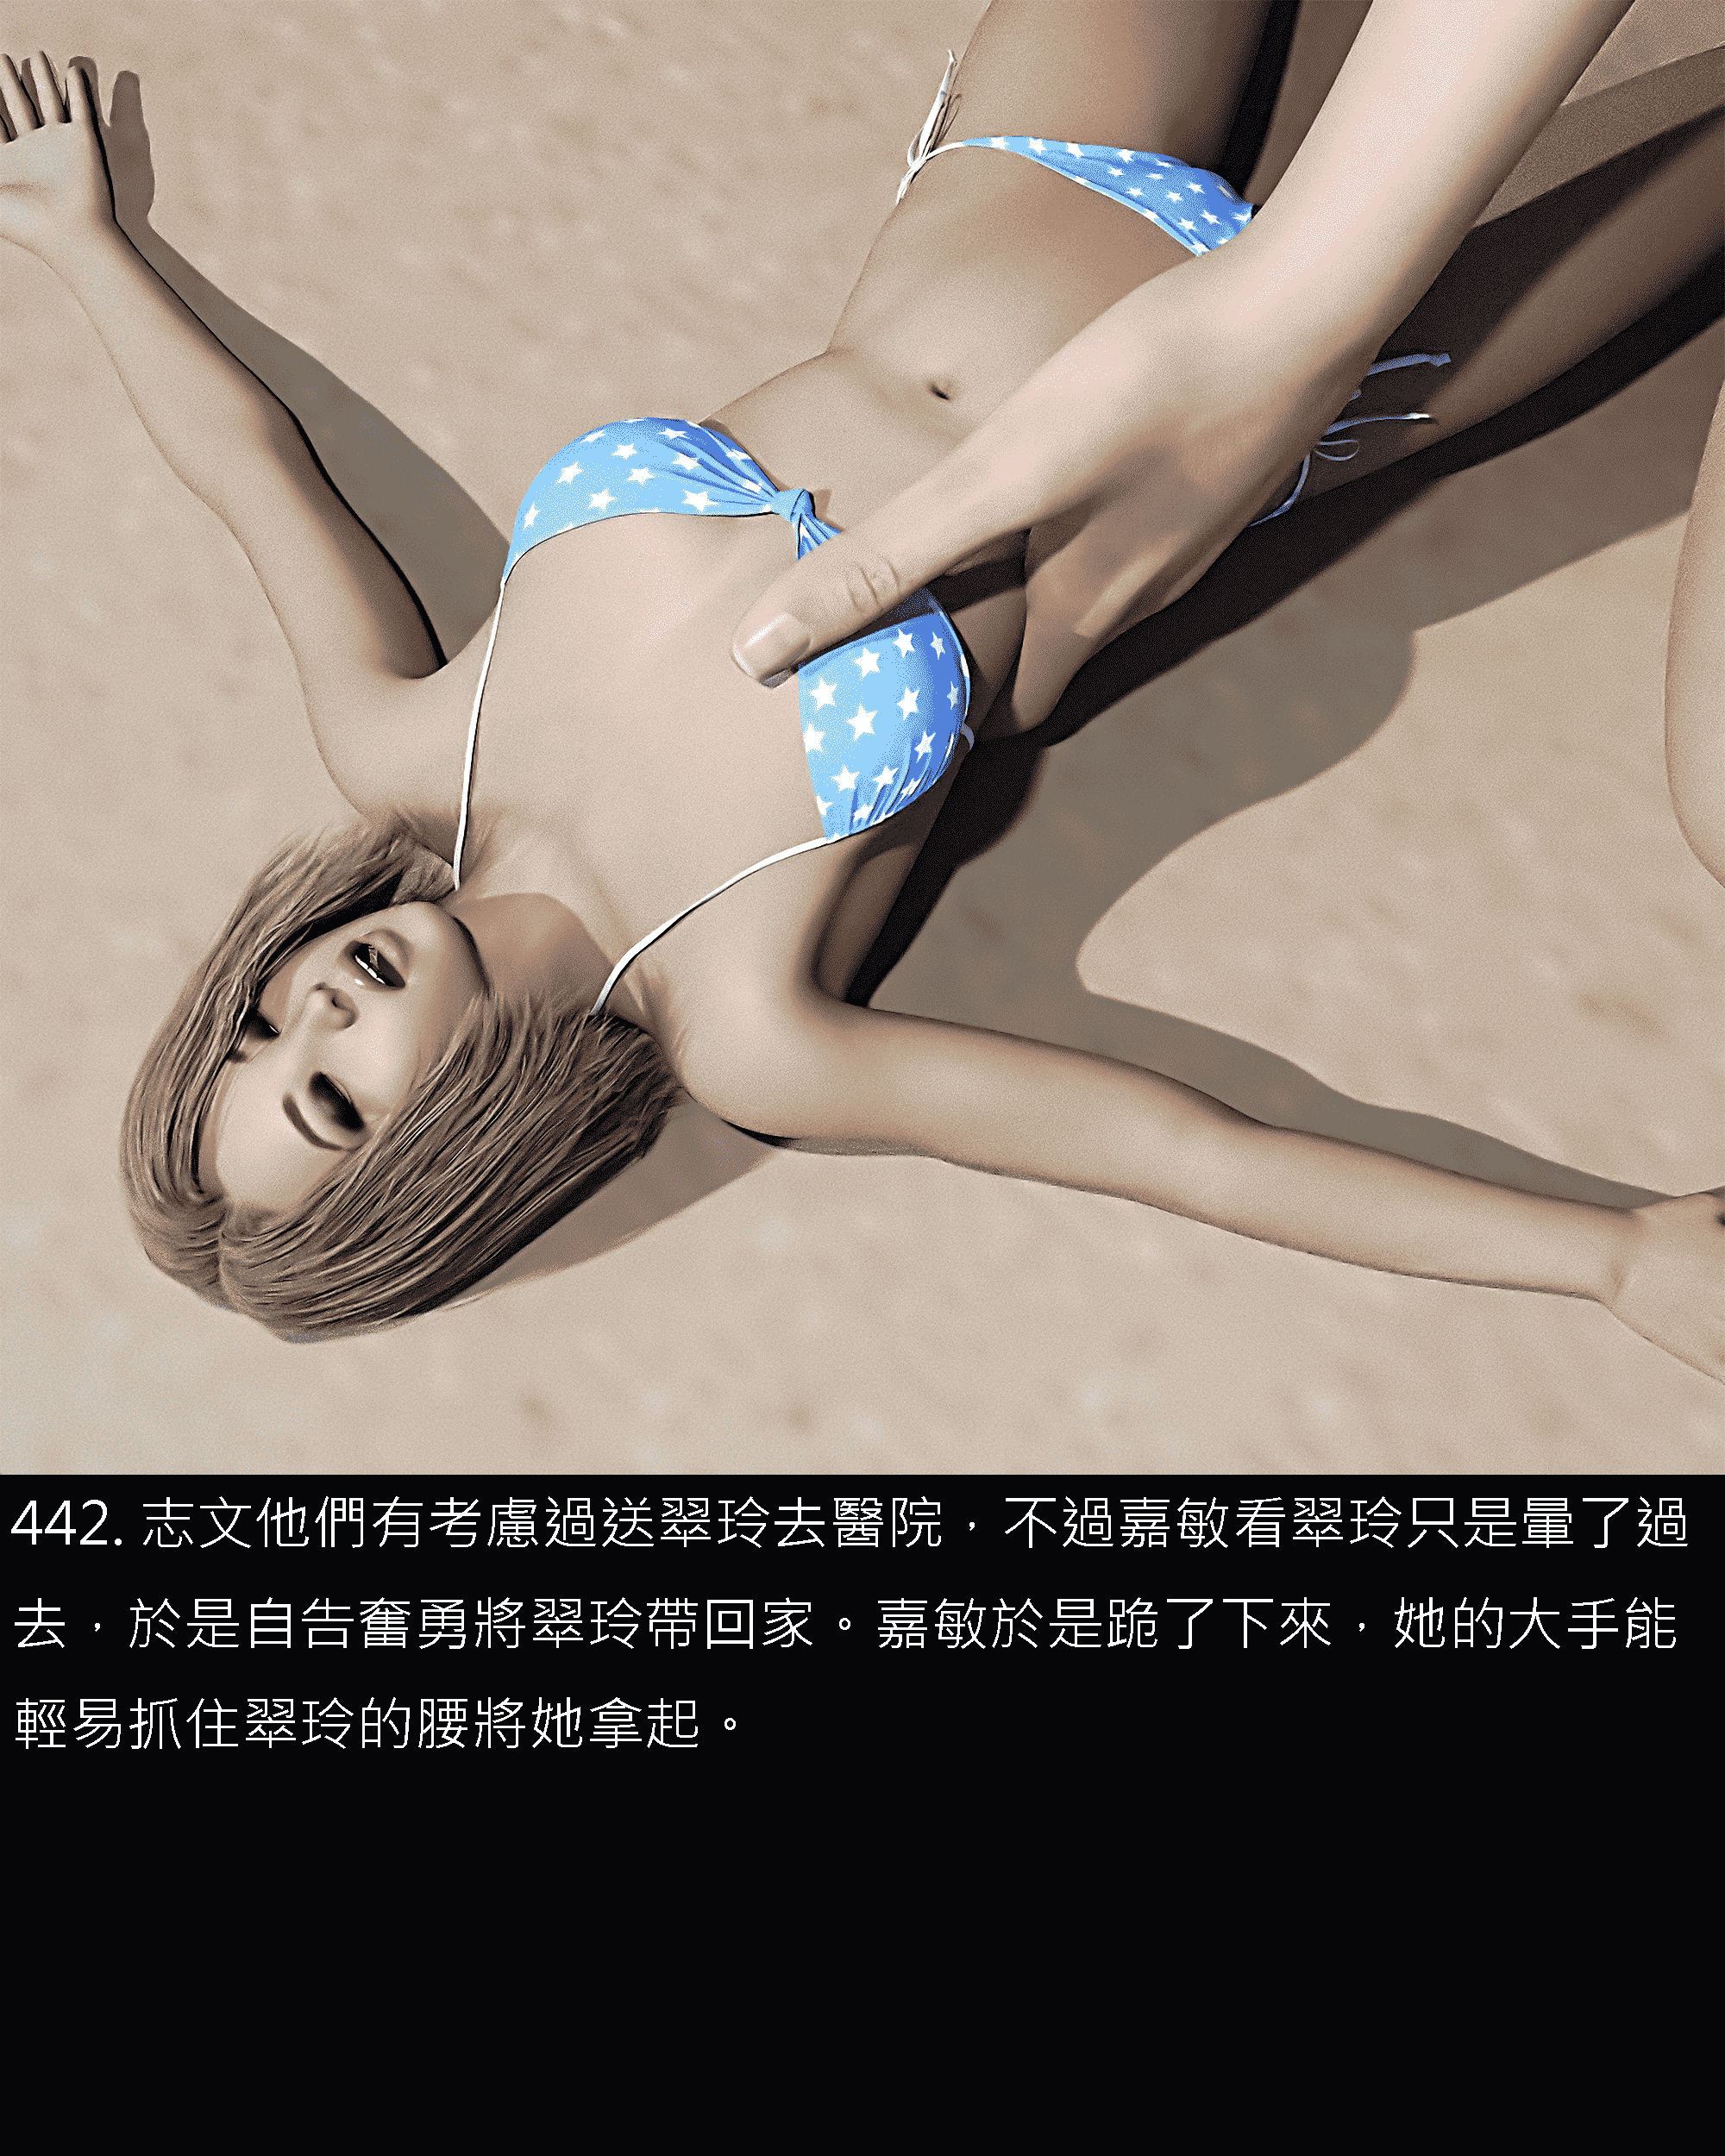 442. 志文他們有考慮過送翠玲去醫院，不過嘉敏看翠玲只是暈了過
去，於是自告奮勇將翠玲帶回家。嘉敏於是跪了下來，她的大手能
輕易抓住翠玲的腰將她拿起。